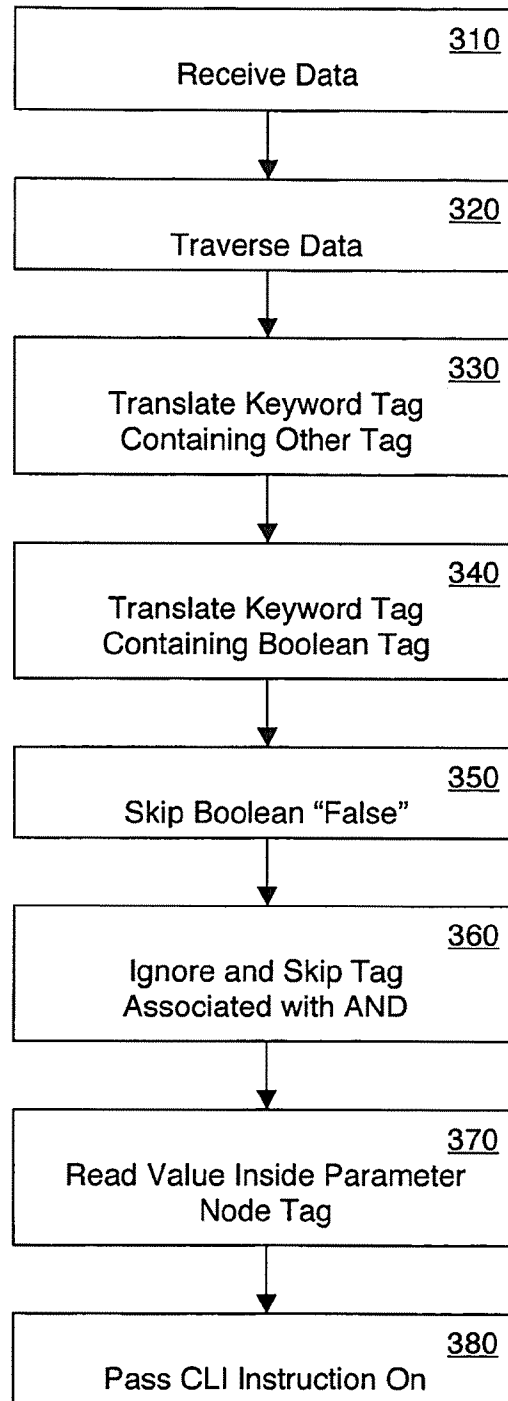 310
Receive Data
320
Traverse Data
330
Translate Keyword Tag
Containing Other Tag
340
Translate Keyword Tag
Containing Boolean Tag
350
Skip Boolean “False”
360
Ignore and Skip Tag
Associated with AND
370
Read Value Inside Parameter
Node Tag
380
Pass CLI Instruction On